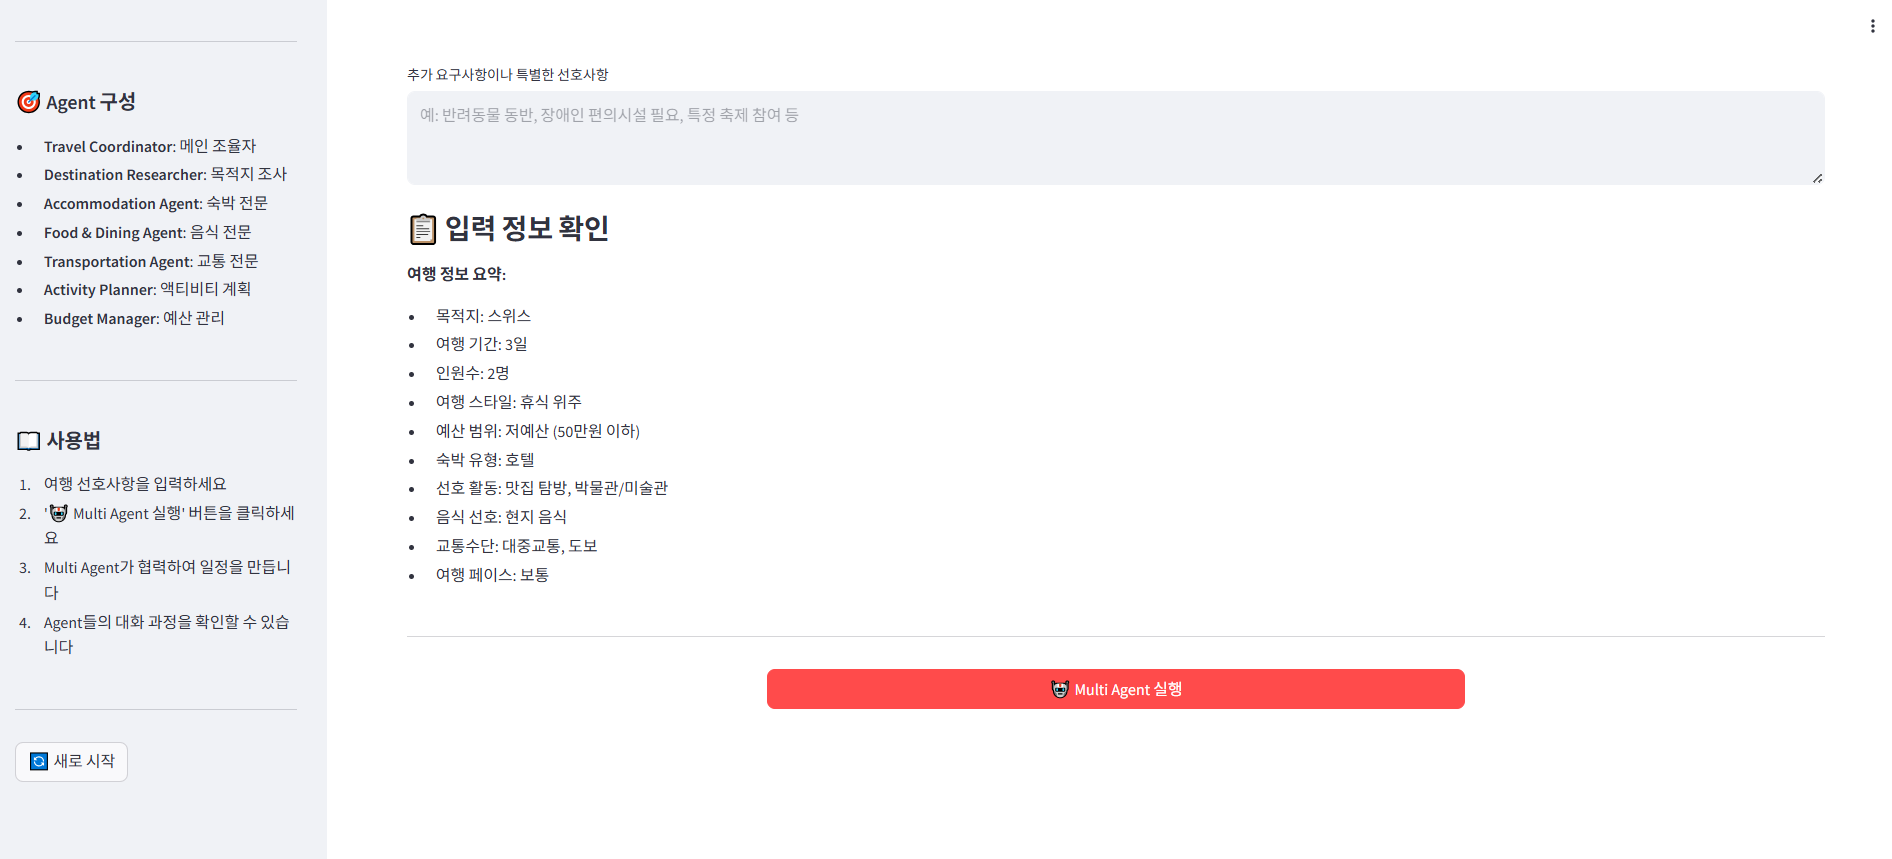 🎯 Agent 구성
• Travel Coordinator: 메인 조율자
• Destination Researcher: 목적지 조사
• Accommodation Agent: 숙박 전문
• Food & Dining Agent: 음식 전문
• Transportation Agent: 교통 전문
• Activity Planner: 액티비티 계획
• Budget Manager: 예산 관리
📖 사용법
1. 여행 선호사항을 입력하세요
2. '🤖 Multi Agent 실행' 버튼을 클릭하세
요
3. Multi Agent가 협력하여 일정을 만듭니
다
4. Agent들의 대화 과정을 확인할 수 있습
니다
🔄 새로 시작
추가 요구사항이나 특별한 선호사항
예: 반려동물 동반, 장애인 편의시설 필요, 특정 축제 참여 등
📋 입력 정보 확인
여행 정보 요약:
• 목적지: 스위스
• 여행 기간: 3일
• 인원수: 2명
• 여행 스타일: 휴식 위주
• 예산 범위: 저예산 (50만원 이하)
• 숙박 유형: 호텔
• 선호 활동: 맛집 탐방, 박물관/미술관
• 음식 선호: 현지 음식
• 교통수단: 대중교통, 도보
• 여행 페이스: 보통
🤖 Multi Agent 실행